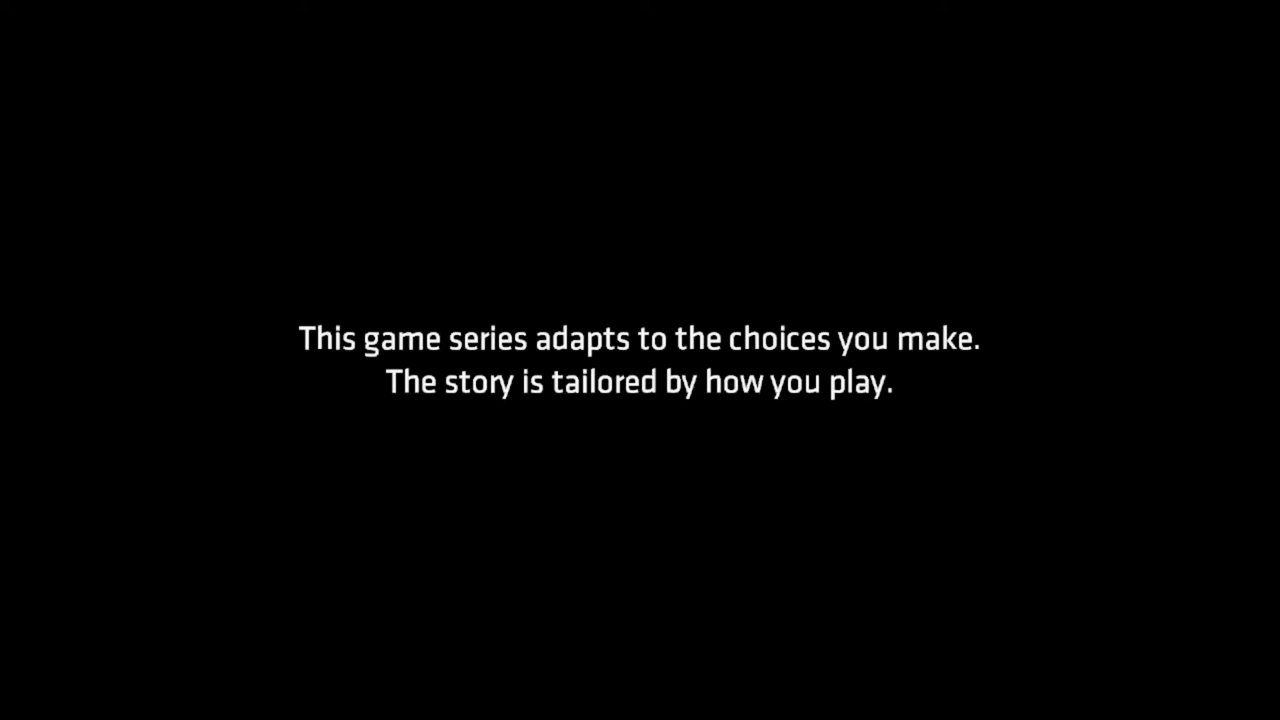 This game series adapts to the choices you make.
The story is tailored by how you play.